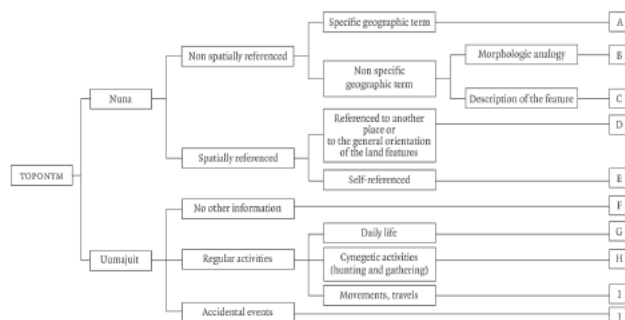 Specific geographic term
A
Non spatially referenced
Morphologic analogy
B
Non specific
geographic term
Nuna
Description of the feature
C
Referenced to another
place or
to the general orientation
of the land features
D
Spatially referenced
Self-referenced
E
TOPONYM
No other information
F
Daily life
G
Uumajuit
Regular activities
Cynegetic activities
(hunting and gathering)
H
Movements, travels
I
Accidental events
J